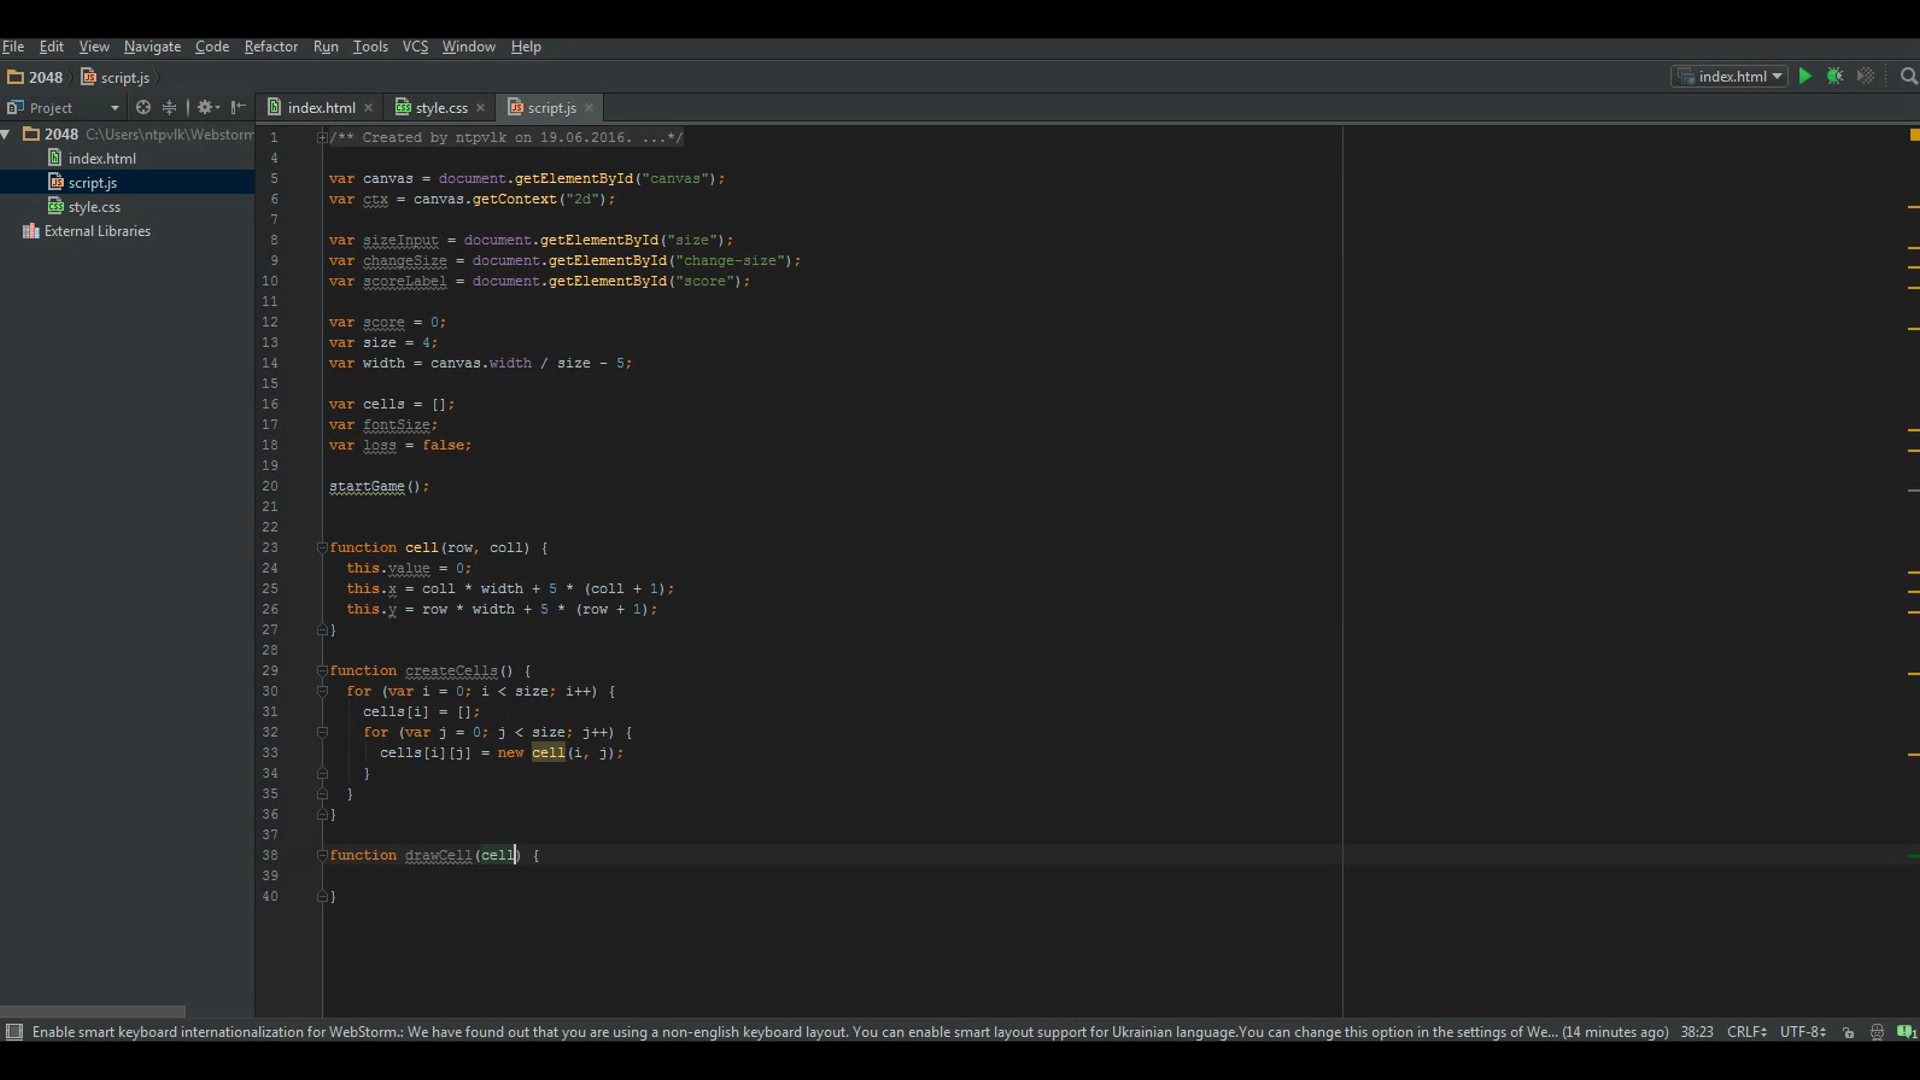 File Edit View Navigate Code Refactor Run Tools VCS Window Help
2048 script.js index.html
Project index.html style.css script.js
2048 C:\Users\ntpvlk\Webstorm
index.html
script.js
style.css
External Libraries
1 /** Created by ntpvlk on 19.06.2016. ...*/
4
5 var canvas = document.getElementById("canvas");
6 var ctx = canvas.getContext("2d");
7
8 var sizeInput = document.getElementById("size");
9 var changeSize = document.getElementById("change-size");
10 var scoreLabel = document.getElementById("score");
11
12 var score = 0;
13 var size = 4;
14 var width = canvas.width / size - 5;
15
16 var cells = [];
17 var fontSize;
18 var loss = false;
19
20 startGame();
21
22
23 function cell(row, coll) {
24 this.value = 0;
25 this.x = coll * width + 5 * (coll + 1);
26 this.y = row * width + 5 * (row + 1);
27 }
28
29 function createCells() {
30 for (var i = 0; i < size; i++) {
31 cells[i] = [];
32 for (var j = 0; j < size; j++) {
33 cells[i][j] = new cell(i, j);
34 }
35 }
36 }
37
38 function drawCell(cell) {
39
40 }
Enable smart keyboard internationalization for WebStorm.: We have found out that you are using a non-english keyboard layout. You can enable smart layout support for Ukrainian language.You can change this option in the settings of We... (14 minutes ago) 38:23 CRLF UTF-8 1